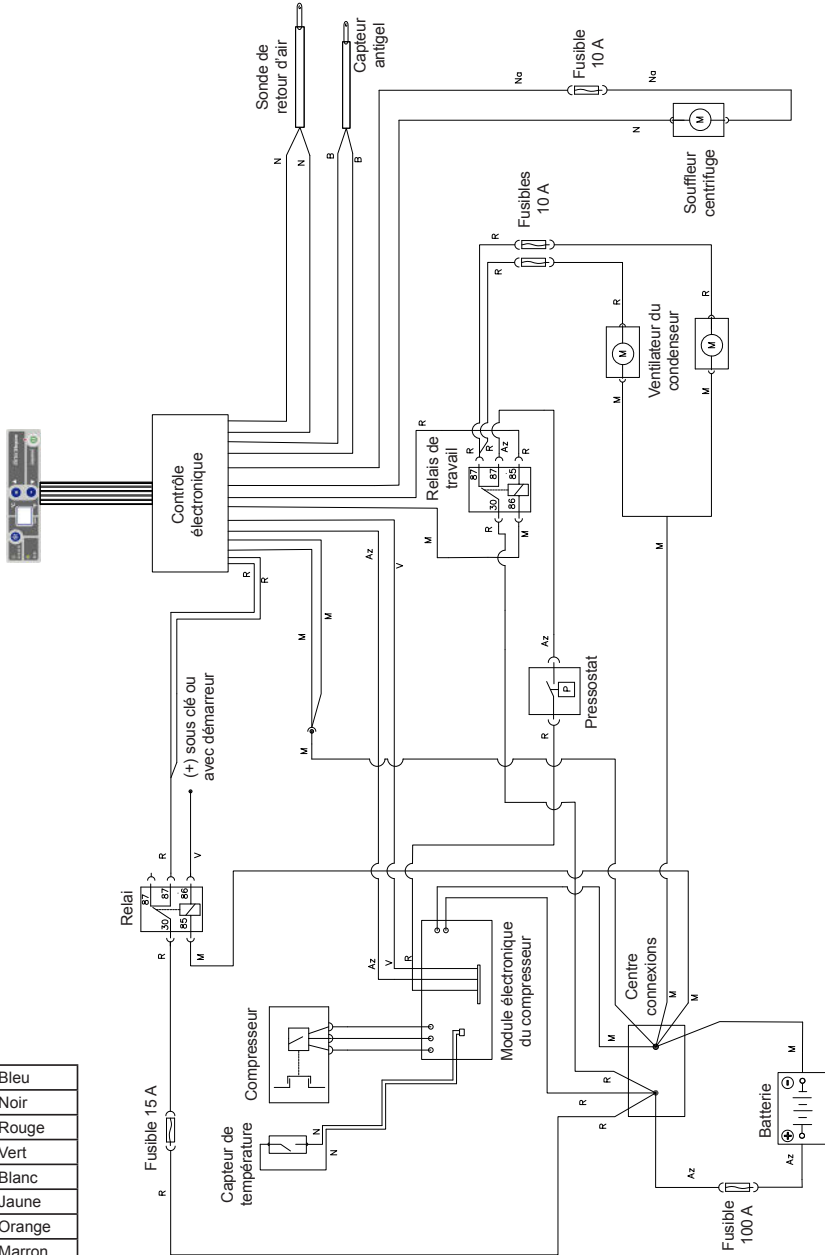 Sonde de
retour d'air
Capteur
antigel
N
N
B
B
Na
Fusible
10 A
Na
N
M
Souffleur
centrifuge
Contrôle
électronique
R
R
Az
V
M
M
M
M
R
Fusibles
10 A
R
R
R
R
M
M
Ventilateur du
condenseur
M
M
M
Relais de
travail
87
87
30
85
86
R
R
Az
R
R
M
Az
Pressostat
P
R
(+) sous clé ou
avec démarreur
R
V
Relai
87
87
86
30
85
R
M
Az
V
R
Compresseur
Module électronique
du compresseur
Capteur de
température
N
N
Fusible 15 A
R
Centre
connexions
M
M
M
R
R
R
M
Batterie
Az
Az
Fusible
100 A
Bleu
Noir
Rouge
Vert
Blanc
Jaune
Orange
Marron